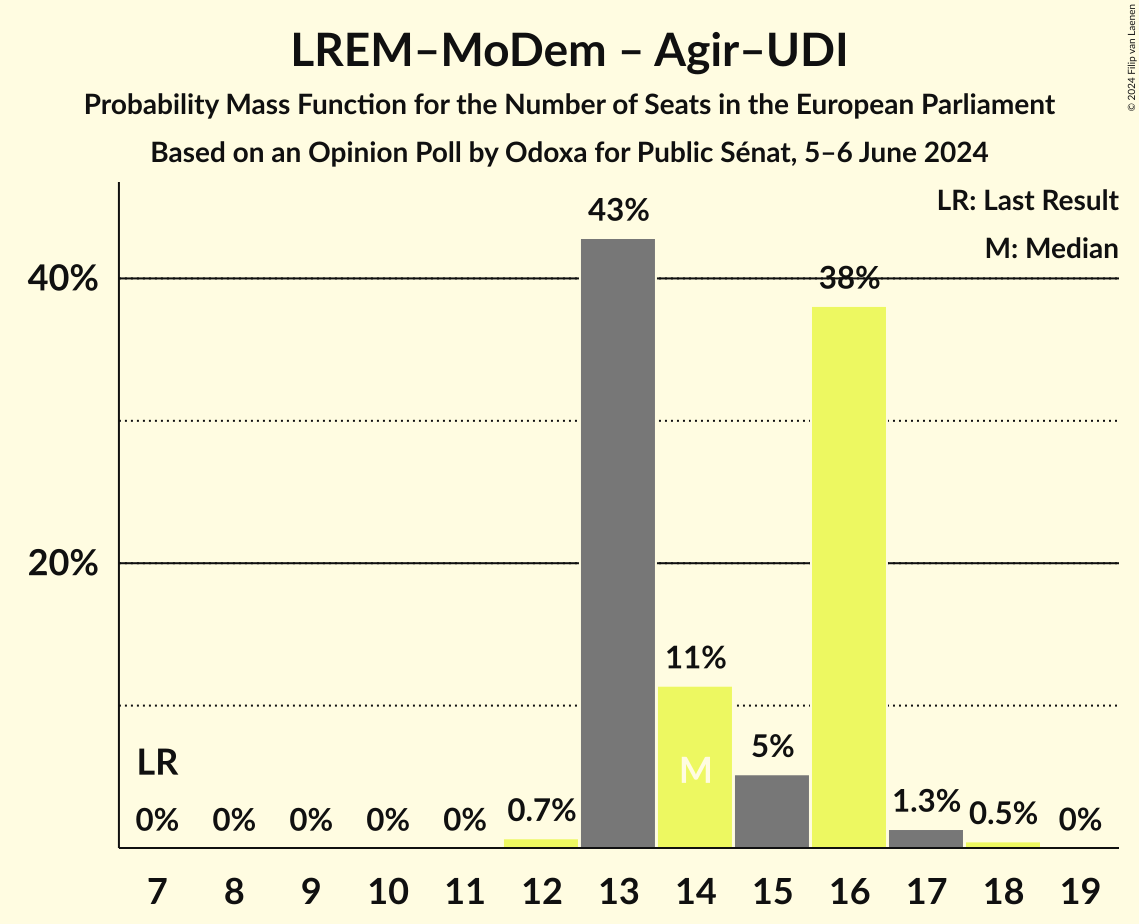 LREM–MoDem – Agir–UDI
Probability Mass Function for the Number of Seats in the European Parliament
Based on an Opinion Poll by Odoxa for Public Sénat, 5–6 June 2024
© 2024 Filip van Laenen
LR: Last Result
M: Median
43%
40%
38%
20%
11%
M
5%
LR
0%
0%
0%
0%
0%
0.7%
1.3%
0.5%
0%
7 8 9 10 11 12 13 14 15 16 17 18 19